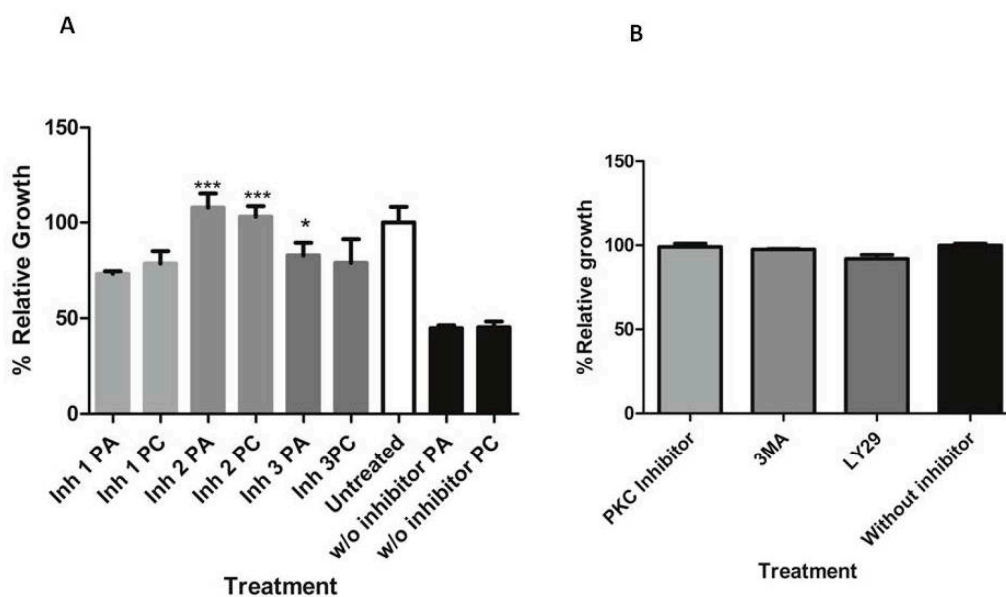 A
% Relative Growth
150
100
50
0
***
***
*
Inh 1 PA
Inh 1 PC
Inh 2 PA
Inh 2 PC
Inh 3 PA
Inh 3PC
Untreated
w/o inhibitor PA
w/o inhibitor PC
Treatment
B
%Relative growth
150
100
50
0
PKC Inhibitor
3MA
LY29
Without inhibitor
Treatment